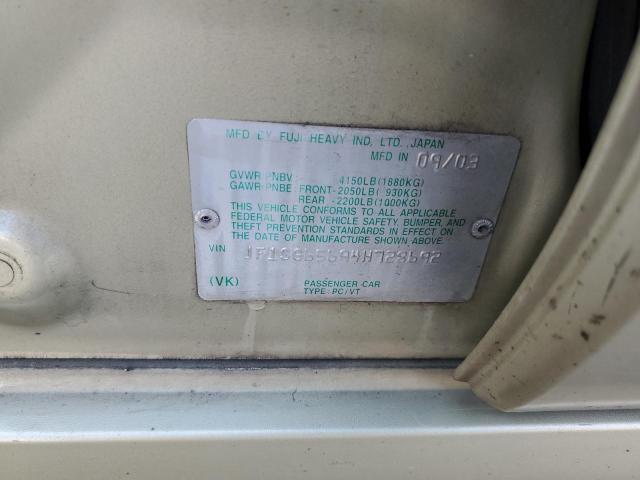 MFD BY FUJI HEAVY IND, LTD. ,JAPAN
MFD IN 09/03
GVWR PNBV 4150LB(1880KG)
GAWR PNBE FRONT-2050LB( 930KG)
REAR -2200LB(1000KG)
THIS VEHICLE CONFORMS TO ALL APPLICABLE
FEDERAL MOTOR VEHICLE SAFETY, BUMPER, AND
THEFT PREVENTION STANDARDS IN EFFECT ON
THE DATE OF MANUFACTURE SHOWN ABOVE.
VIN JF1SG65694H728692
(VK) PASSENGER CAR
TYPE:PC/VT